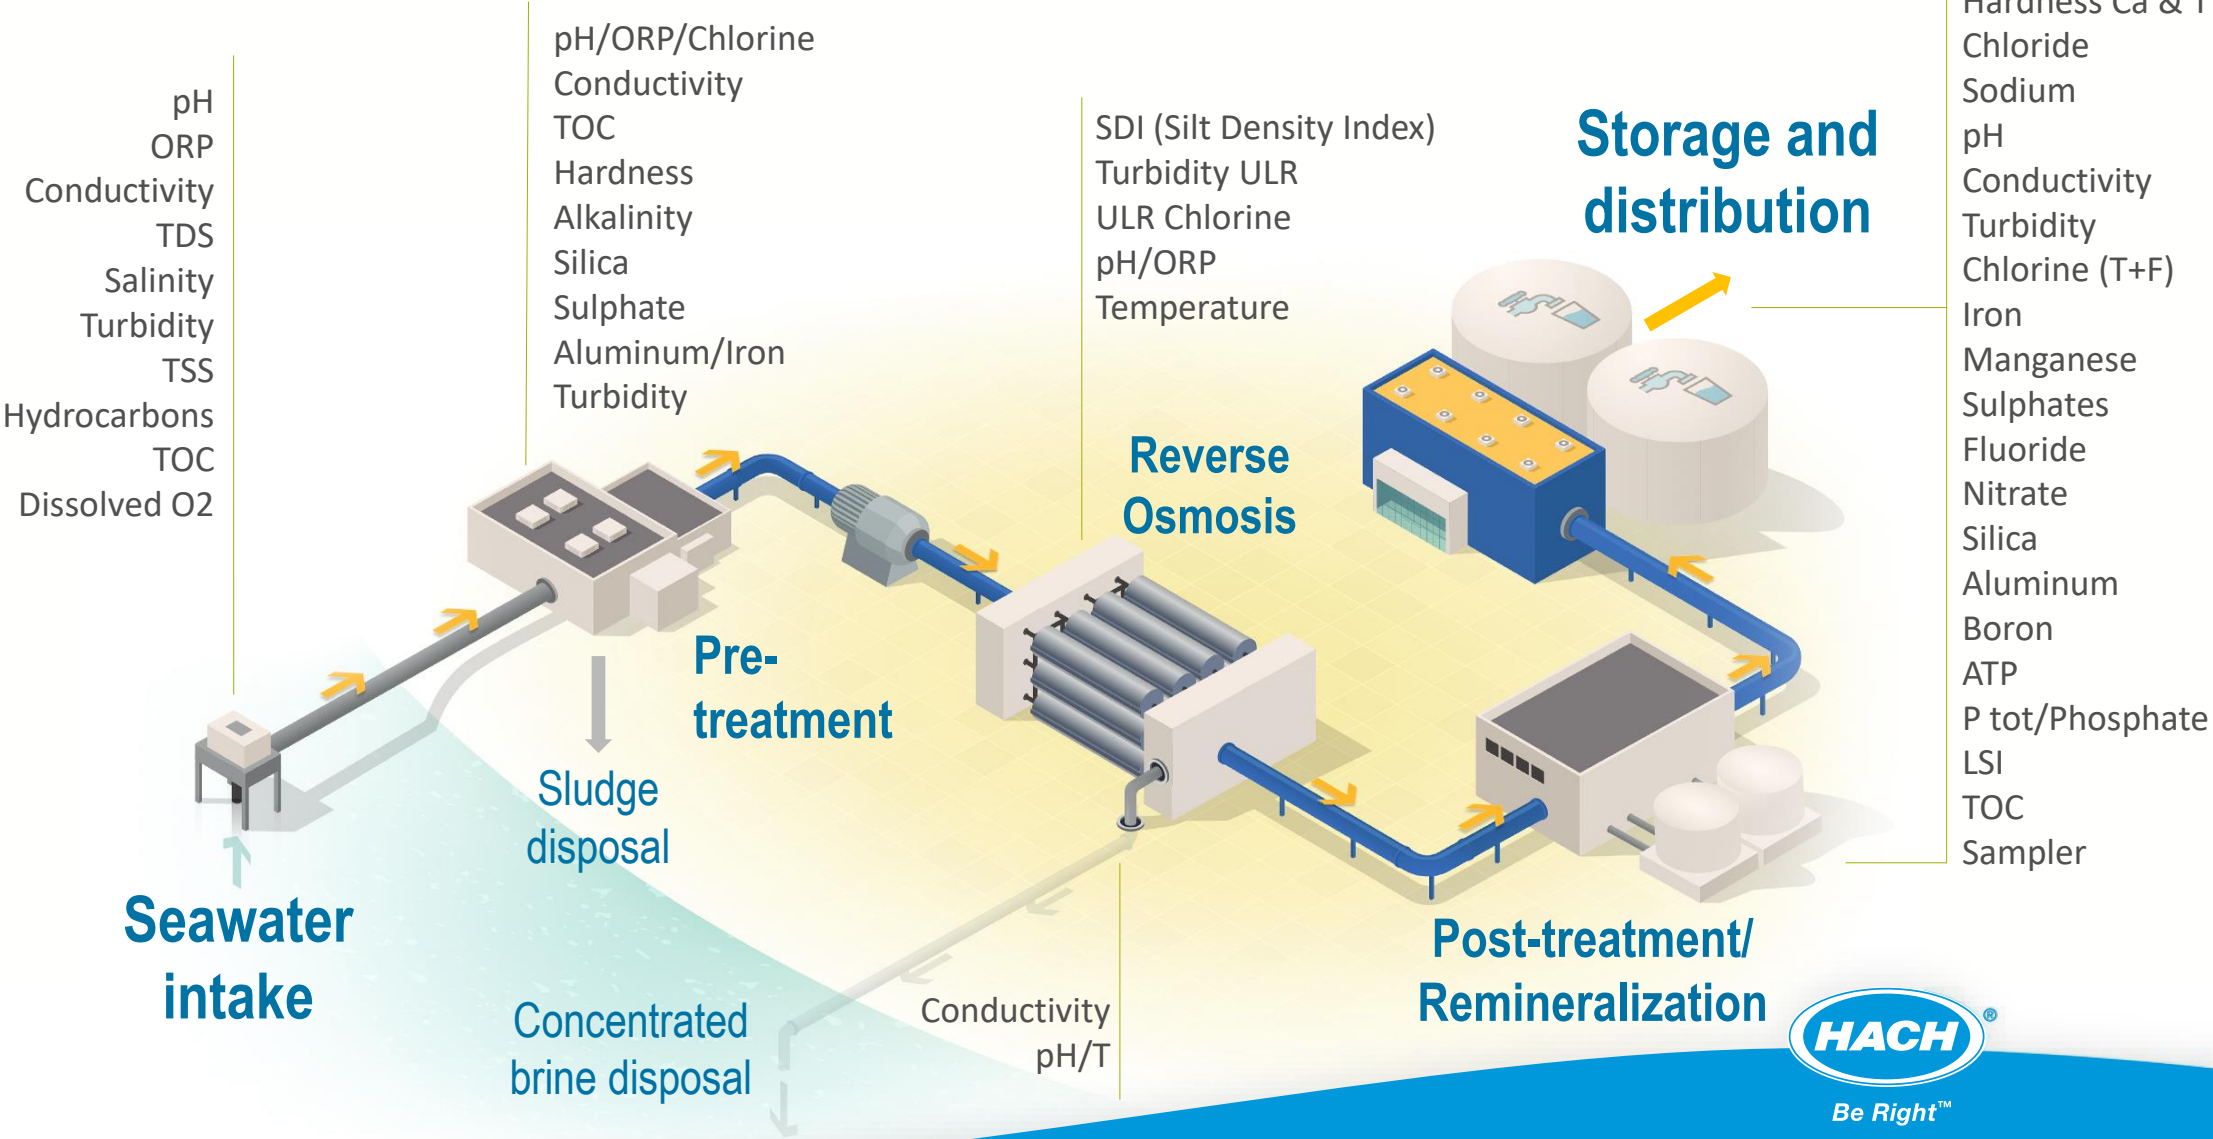 pH
ORP
Conductivity
TDS
Salinity
Turbidity
TSS
Hydrocarbons
TOC
Dissolved O2
pH/ORP/Chlorine
Conductivity
TOC
Hardness
Alkalinity
Silica
Sulphate
Aluminum/Iron
Turbidity
SDI (Silt Density Index)
Turbidity ULR
ULR Chlorine
pH/ORP
Temperature
Storage and
distribution
Hardness Ca &
Chloride
Sodium
pH
Conductivity
Turbidity
Chlorine (T+F)
Iron
Manganese
Sulphates
Fluoride
Nitrate
Silica
Aluminum
Boron
ATP
P tot/Phosphate
LSI
TOC
Sampler
Reverse
Osmosis
Pre-
treatment
Sludge
disposal
Seawater
intake
Concentrated
brine disposal
Conductivity
pH/T
Post-treatment/
Remineralization
HACH®
Be Right™